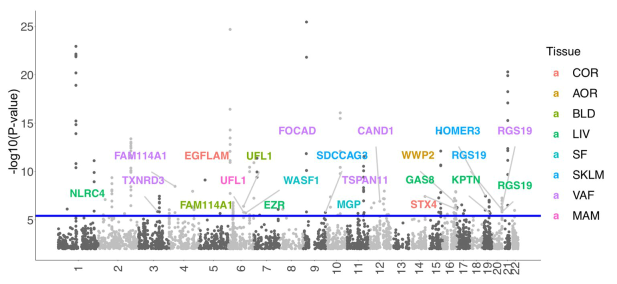 25
20
15
10
5
-log10(P-value)
FOCAD CAND1 HOMER3 RGS19
FAM114A1 EGFLAM UFL1 SDCCAG3 WWP2 RGS19
TXNRD3 UFL1 WASF1 TSPAN11 GAS8 KPTN RGS19
NLRC4 FAM114A1 EZR MGP STX4
1 2 3 4 5 6 7 8 9 10 11 12 13 14 15 16 17 18 19 20 21 22
Tissue
a COR
a AOR
a BLD
a LIV
a SF
a SKLM
a VAF
a MAM